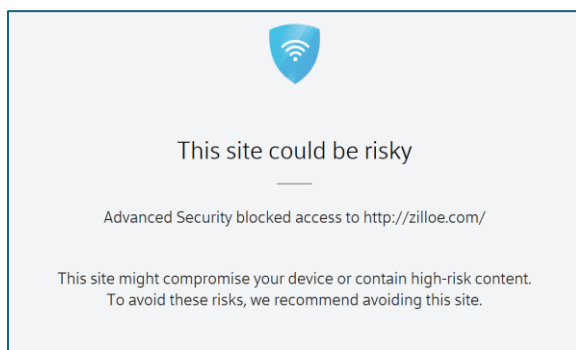 This site could be risky
Advanced Security blocked access to http://zilloe.com/
This site might compromise your device or contain high-risk content.
To avoid these risks, we recommend avoiding this site.